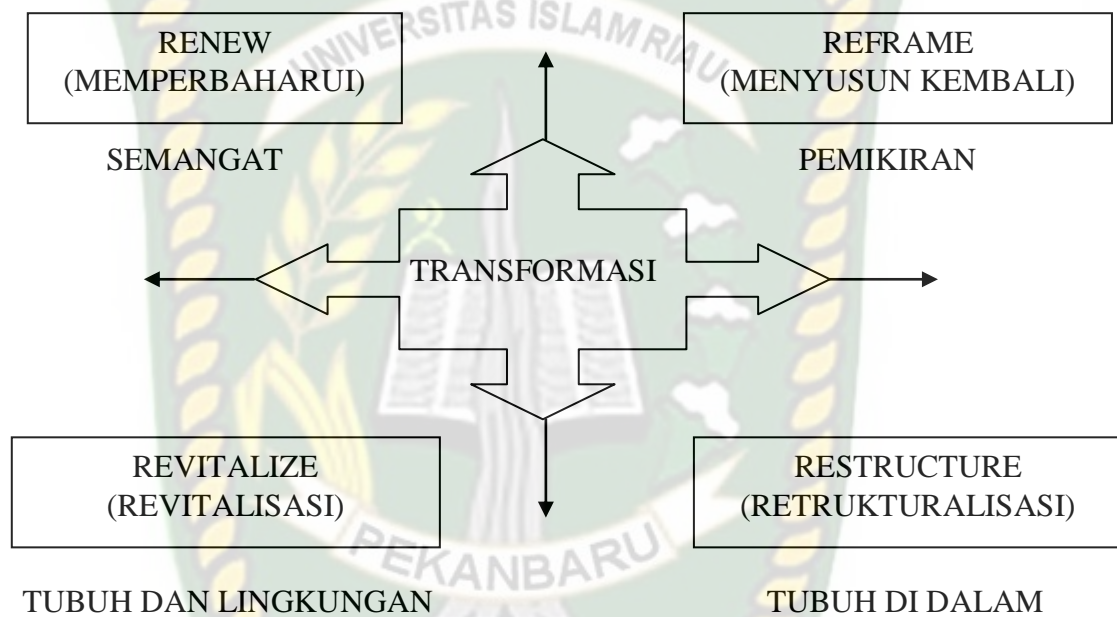 UNIVERSITAS ISLAM RIAU
RENEW
(MEMPERBAHARUI)
REFRAME
(MENYUSUN KEMBALI)
SEMANGAT
PEMIKIRAN
TRANSFORMASI
REVITALIZE
(REVITALISASI)
RESTRUCTURE
(RETRUKTURALISASI)
PEKANBARU
TUBUH DAN LINGKUNGAN
TUBUH DI DALAM